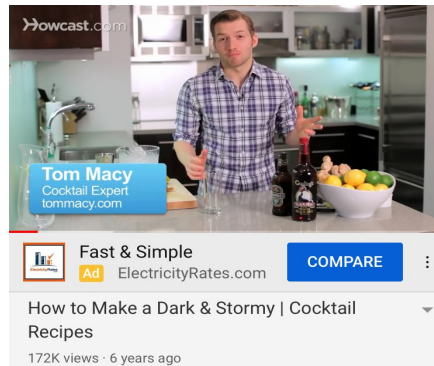 Howcast.com
Tom Macy
Cocktail Expert
tommacy.com
Fast & Simple
COMPARE
Ad ElectricityRates.com
ElectricityRates
How to Make a Dark & Stormy | Cocktail
Recipes
172K views · 6 years ago